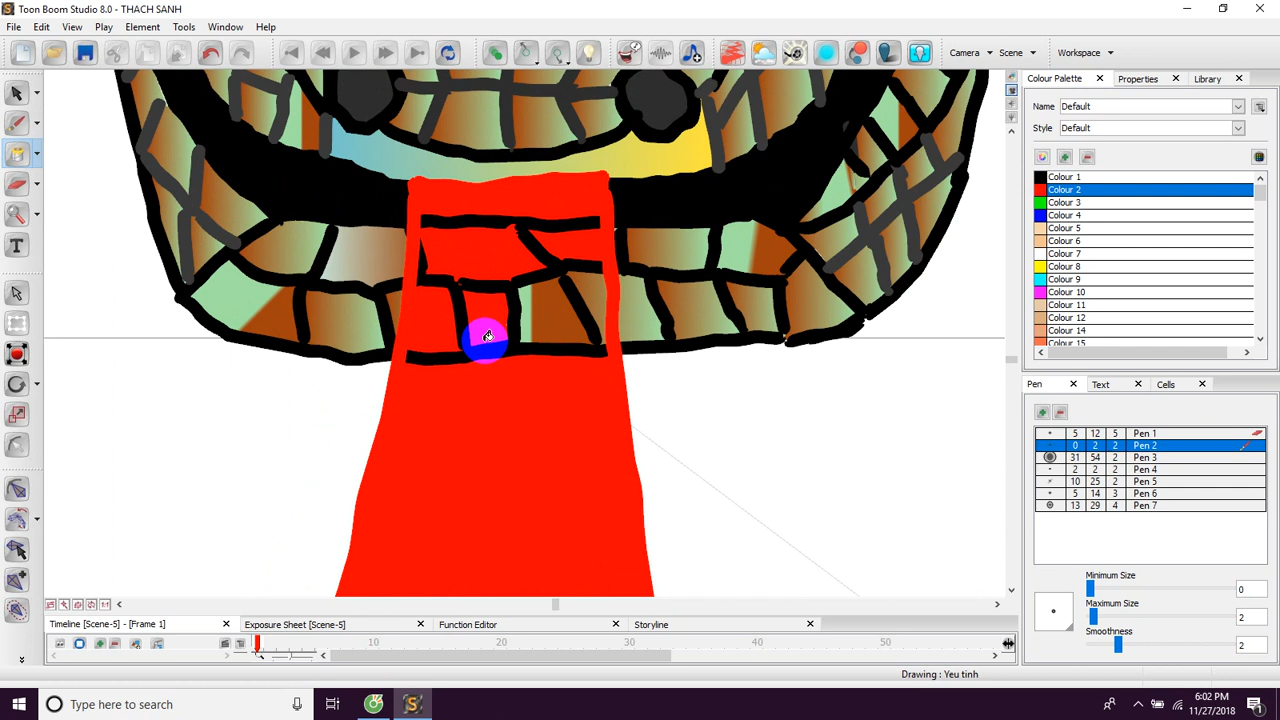 Toon Boom Studio 8.0 - THACH SANH
File Edit View Play Element Tools Window Help
Camera Scene Workspace
Colour Palette Properties Library
Name Default
Style Default
Colour 1
Colour 2
Colour 3
Colour 4
Colour 5
Colour 6
Colour 7
Colour 8
Colour 9
Colour 10
Colour 11
Colour 12
Colour 14
Colour 15
Pen Text Cells
5 12 5 Pen 1
0 2 2 Pen 2
31 54 2 Pen 3
2 2 2 Pen 4
10 25 2 Pen 5
5 14 3 Pen 6
13 29 4 Pen 7
Minimum Size
0
Maximum Size
2
Smoothness
2
Timeline [Scene-5] - [Frame 1] Exposure Sheet [Scene-5] Function Editor Storyline
10 20 30 40 50
Drawing : Yeu tinh
Type here to search
6:02 PM
11/27/2018